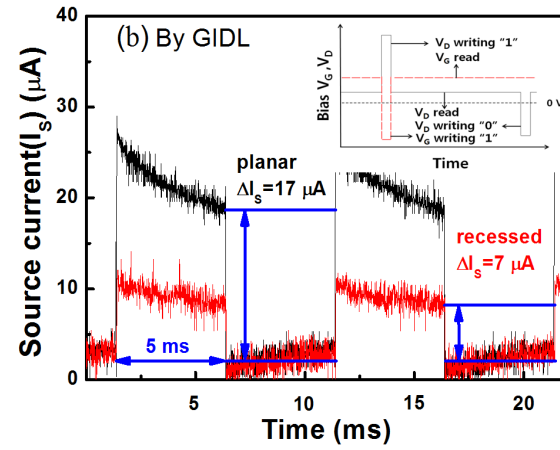 (b) By GIDL
Source current(I_S) (μA)
40
30
20
10
0
5
10
15
20
Time (ms)
planar
ΔI_S=17 μA
recessed
ΔI_S=7 μA
5 ms
Bias V_G ,V_D
V_D writing "1"
V_G read
0 V
V_D read
V_D writing "0"
V_G writing "1"
Time